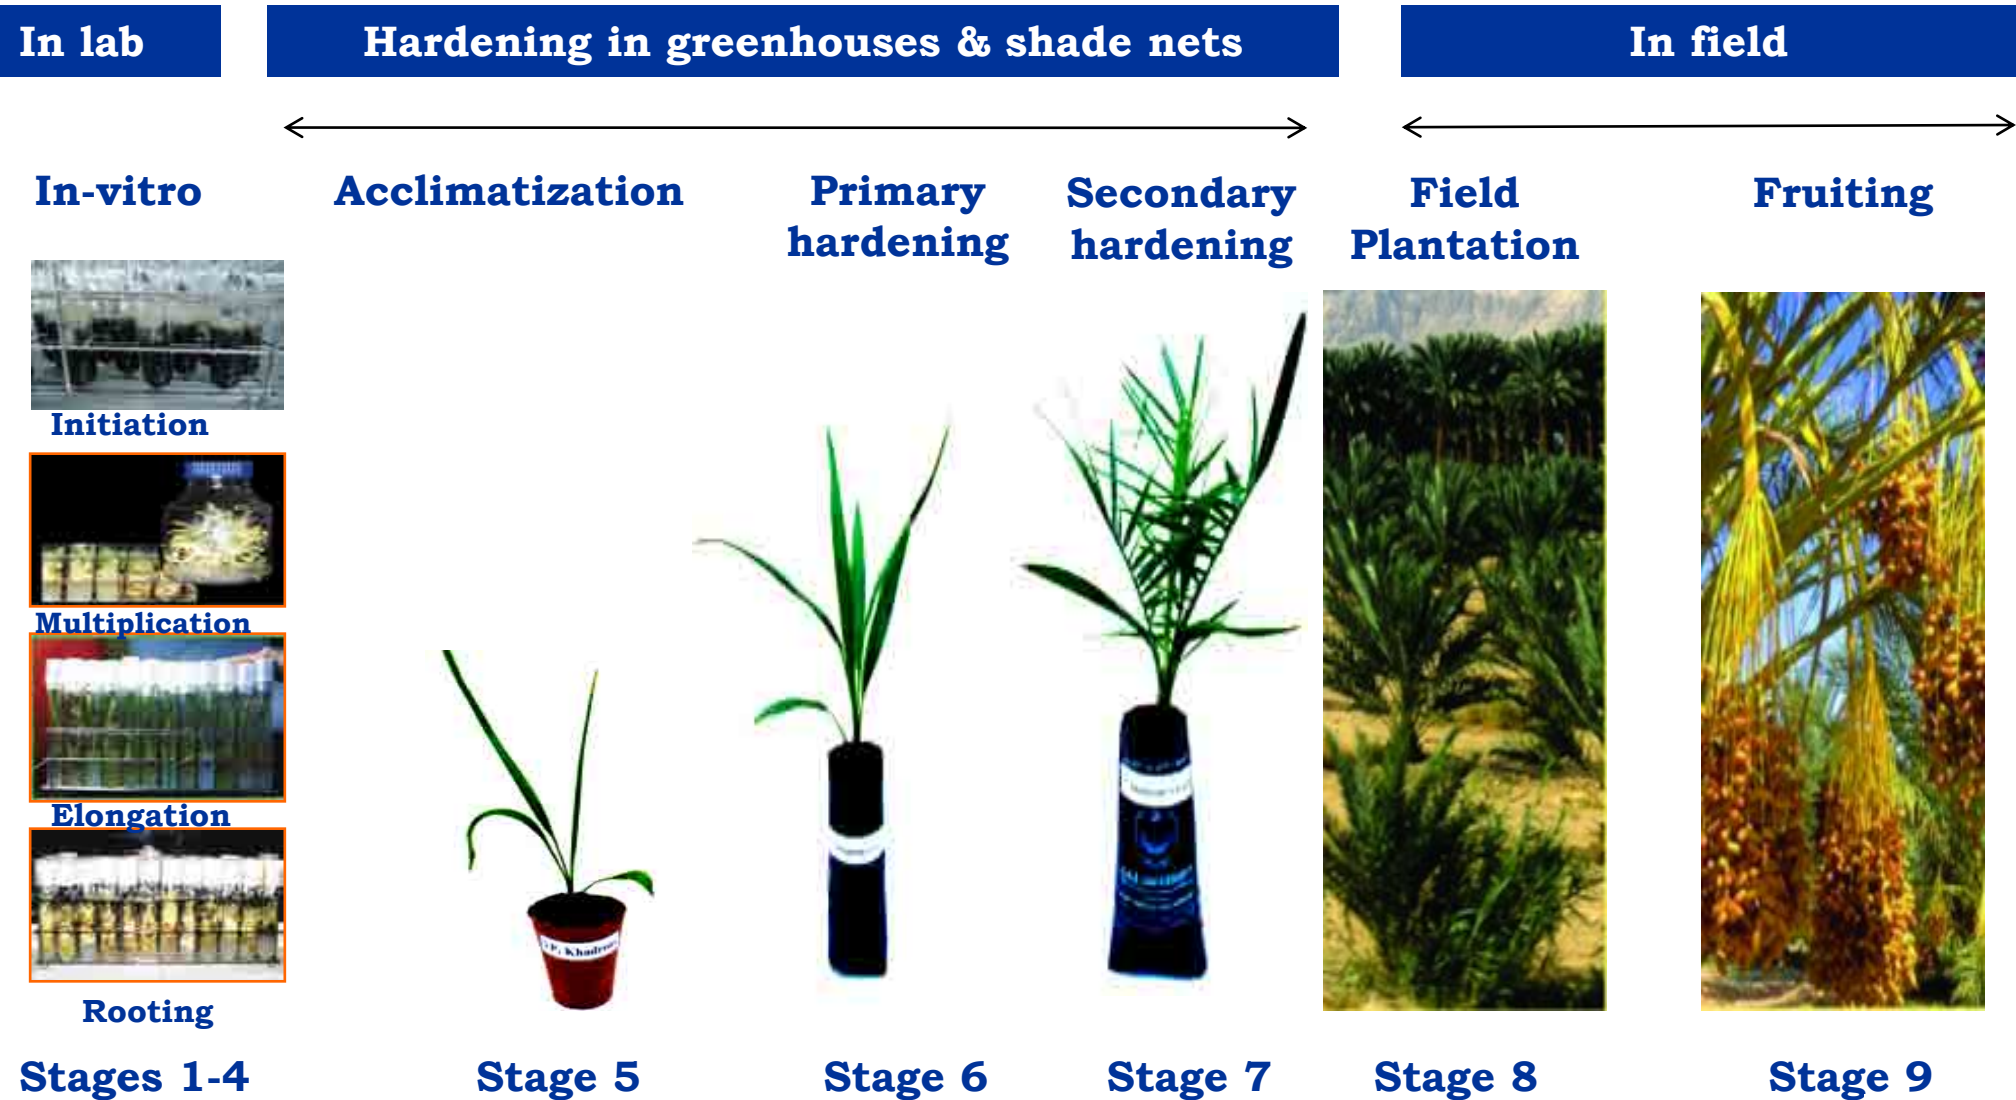 In lab
Hardening in greenhouses & shade nets
In field
In-vitro
Acclimatization
Primary
hardening
Secondary
hardening
Field
Plantation
Fruiting
Initiation
Multiplication
Elongation
Rooting
Stages 1-4
Stage 5
Stage 6
Stage 7
Stage 8
Stage 9